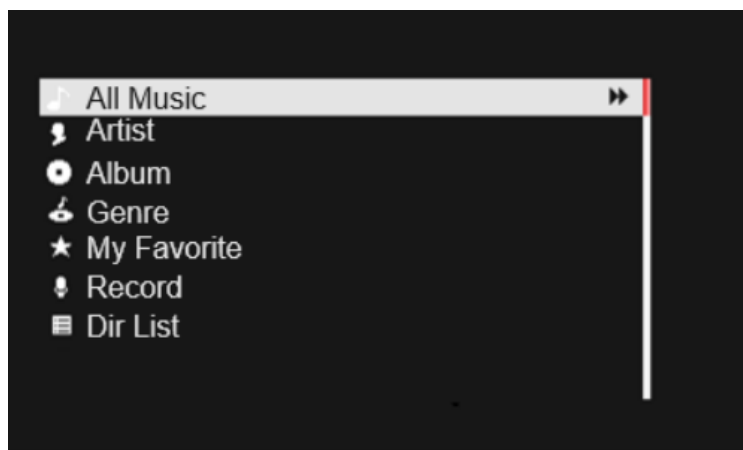 All Music
Artist
Album
Genre
My Favorite
Record
Dir List